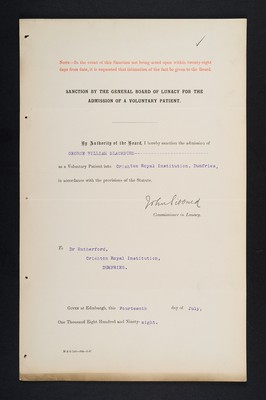 1
NOTE:—In the event of this Sanction not being acted upon within twenty-eight
days from date, it is requested that intimation of the fact be given to the Board.
SANCTION BY THE GENERAL BOARD OF LUNACY FOR THE
ADMISSION OF A VOLUNTARY PATIENT.
By Authority of the Board, I hereby sanction the admission of
GEORGE WILLIAM
as a Voluntary Patient into Crichton Royal Institution, Dumfries,
in accordance with the provisions of the Statute.
John Sibbald
Commissioner in Lunacy.
To Dr Rutherford,
Crichton Royal Institution,
DUMFRIES.
Given at Edinburgh, this Fourteenth day of July,
One Thousand Eight Hundred and Ninety-eight.